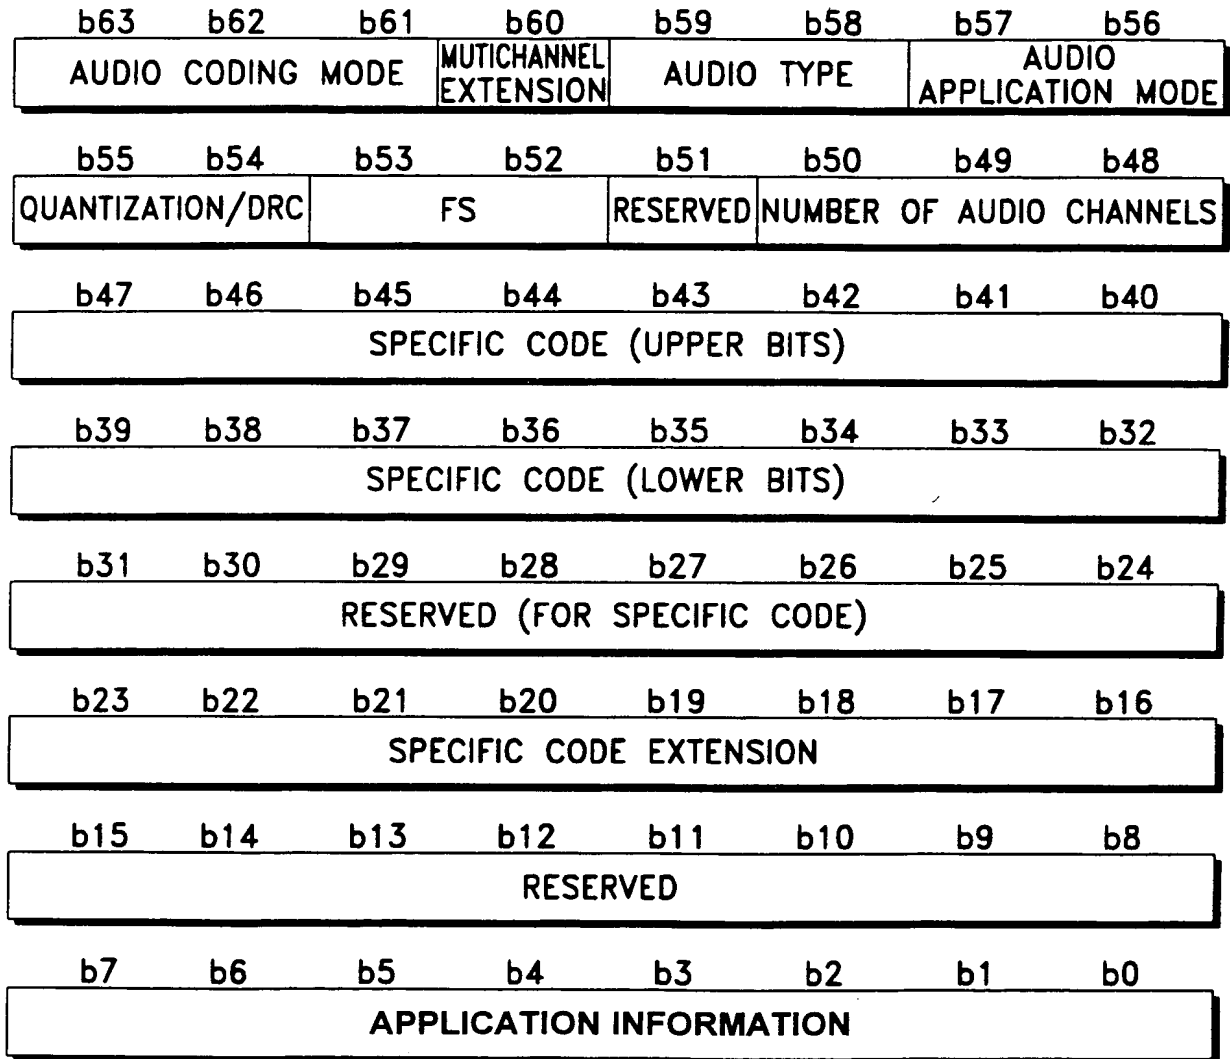 b63 b62 b61 b60 b59 b58 b57 b56
AUDIO CODING MODE
MUTICHANNEL
EXTENSION
AUDIO TYPE
AUDIO
APPLICATION MODE
b55 b54 b53 b52 b51 b50 b49 b48
QUANTIZATION/DRC FS RESERVED NUMBER OF AUDIO CHANNELS
b47 b46 b45 b44 b43 b42 b41 b40
SPECIFIC CODE (UPPER BITS)
b39 b38 b37 b36 b35 b34 b33 b32
SPECIFIC CODE (LOWER BITS)
b31 b30 b29 b28 b27 b26 b25 b24
RESERVED (FOR SPECIFIC CODE)
b23 b22 b21 b20 b19 b18 b17 b16
SPECIFIC CODE EXTENSION
b15 b14 b13 b12 b11 b10 b9 b8
RESERVED
b7 b6 b5 b4 b3 b2 b1 b0
APPLICATION INFORMATION